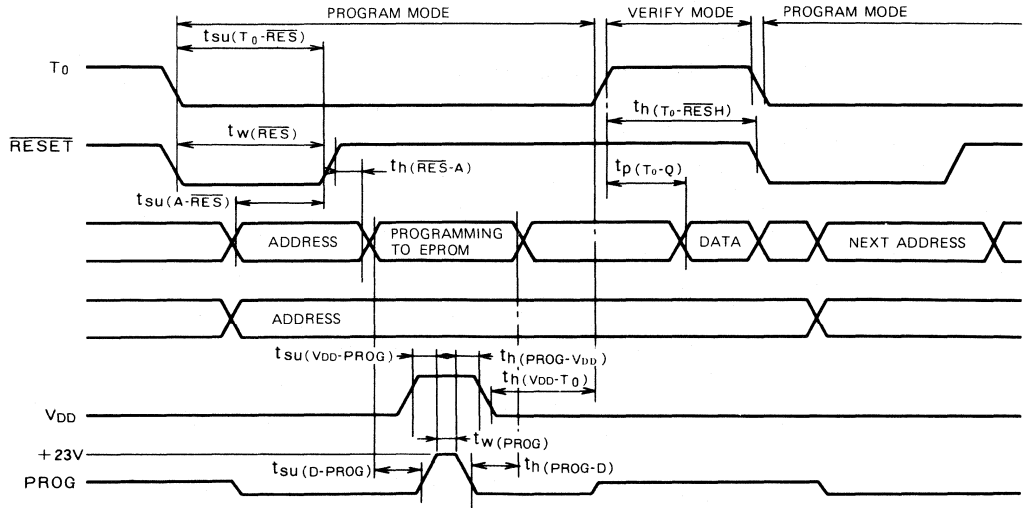 PROGRAM MODE
VERIFY MODE
PROGRAM MODE
tsu(T0-RES)
T0
th(T0-RESH)
tw(RES)
RESET
th(RES-A)
tp(T0-Q)
tsu(A-RES)
ADDRESS
PROGRAMMING
TO EPROM
DATA
NEXT ADDRESS
ADDRESS
tsu(VDD-PROG)
th(PROG-VDD)
th(VDD-T0)
VDD
tw(PROG)
+23V
tsu(D-PROG)
th(PROG-D)
PROG